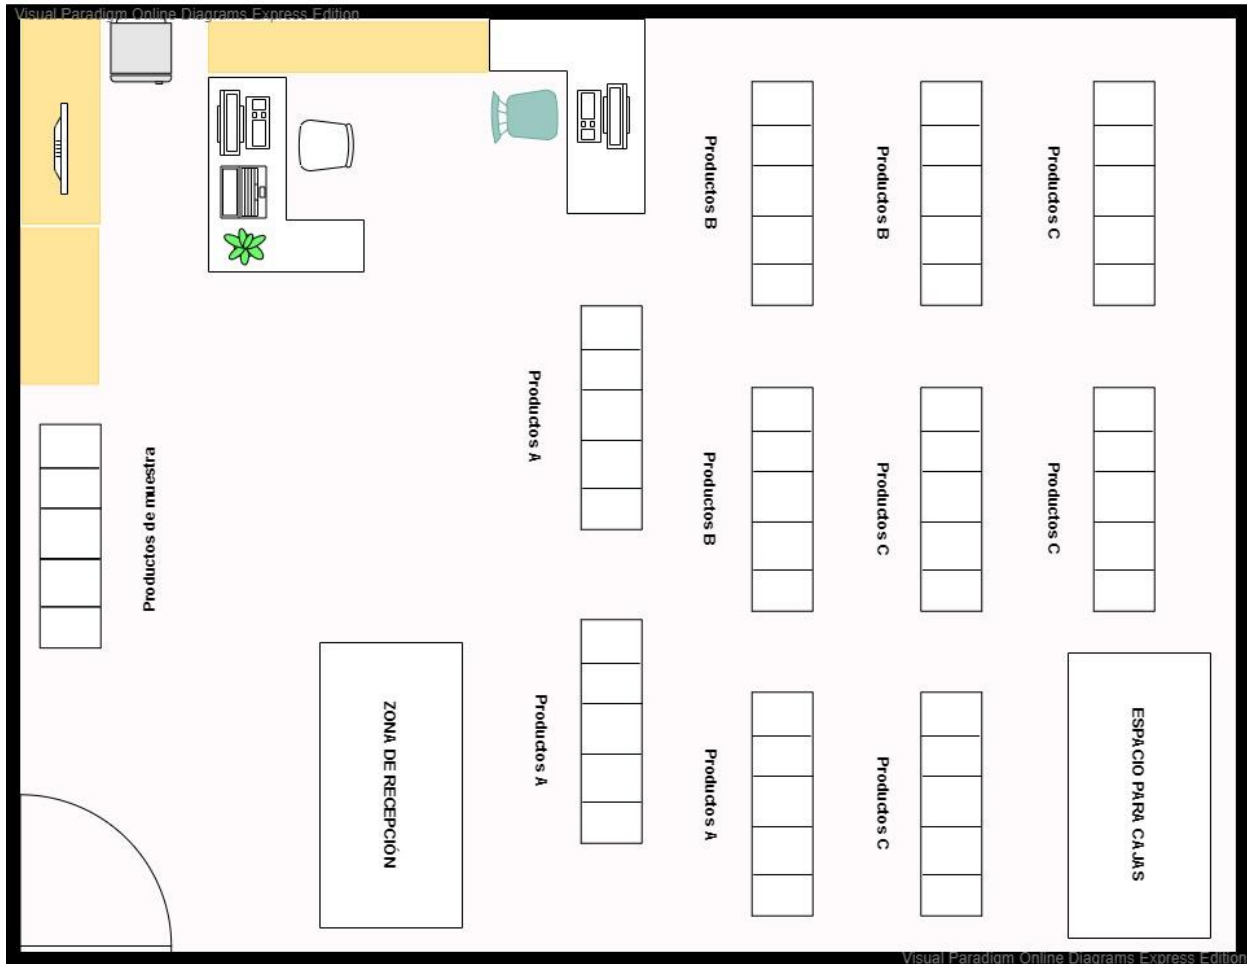 Visual Paradigm Online Diagrams Express Edition
Productos B
Productos B
Productos C
Productos A
Productos de muestra
Productos B
Productos C
Productos C
ZONA DE RECEPCIÓN
Productos A
Productos A
Productos C
ESPACIO PARA CAJAS
Visual Paradigm Online Diagrams Express Edition